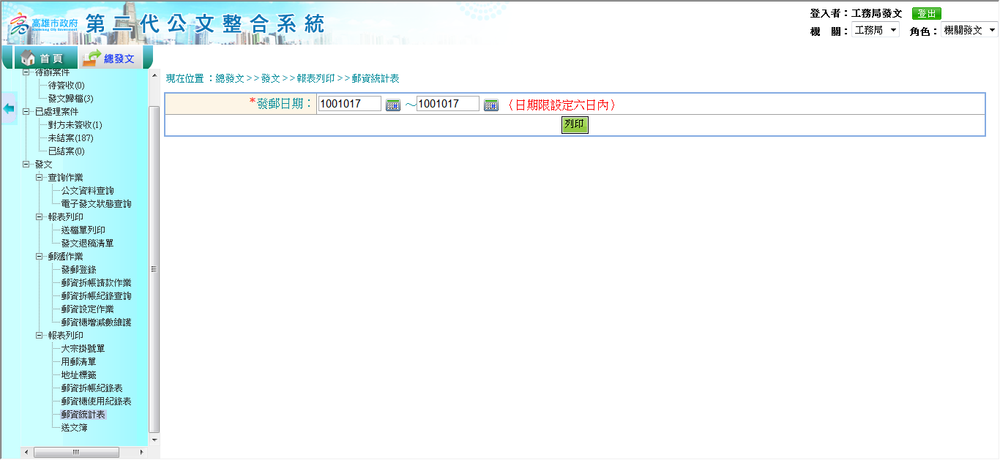 高雄市政府 第二代公文整合系統
Kaohsiung City Government
登入者：工務局發文 登出
機 關： 工務局 角色： 機關發文
首頁 總發文
現在位置 ：總發文>>發文>>報表列印>>郵資統計表
*發郵日期： 1001017 ～ 1001017 （日期限設定六日內）
列印
待辦案件
待簽收(0)
發文歸檔(3)
已處理案件
對方未簽收(1)
未結案(187)
已結案(0)
發文
查詢作業
公文資料查詢
電子發文狀態查詢
報表列印
送檔單列印
發文退稿清單
郵遞作業
發郵登錄
郵資拆帳請款作業
郵資拆帳紀錄查詢
郵資設定作業
郵資機增減數維護
報表列印
大宗掛號單
用郵清單
地址標籤
郵資拆帳紀錄表
郵資機使用紀錄表
郵資統計表
送文簿